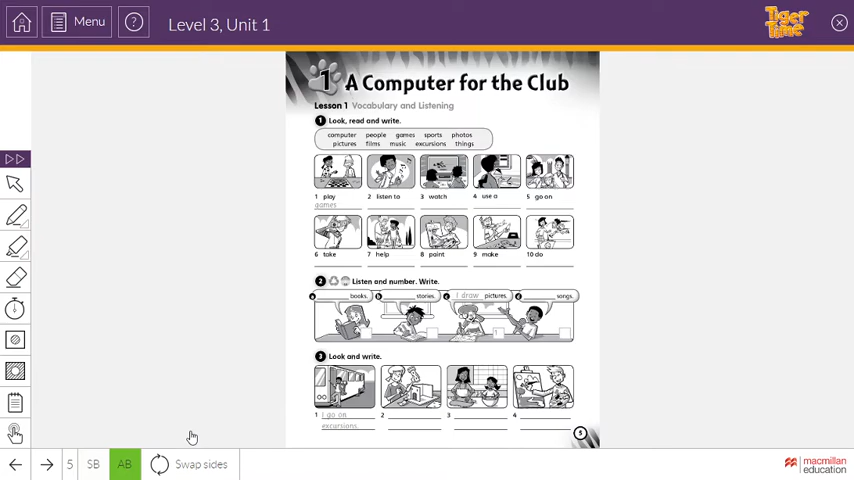 Menu
?
Level 3, Unit 1
Tiger Time
1 A Computer for the Club
Lesson 1 Vocabulary and Listening
1 Look, read and write.
computer people games sports photos
pictures films music excursions things
1 play
games
2 listen to
3 watch
4 use a
5 go on
6 take
7 help
8 paint
9 make
10 do
2 Listen and number. Write.
a ________ books.
b ________ stories.
c I draw pictures.
d ________ songs.
1
3 Look and write.
1 I go on
excursions
2
3
4
5
5 SB AB Swap sides
macmillan
education